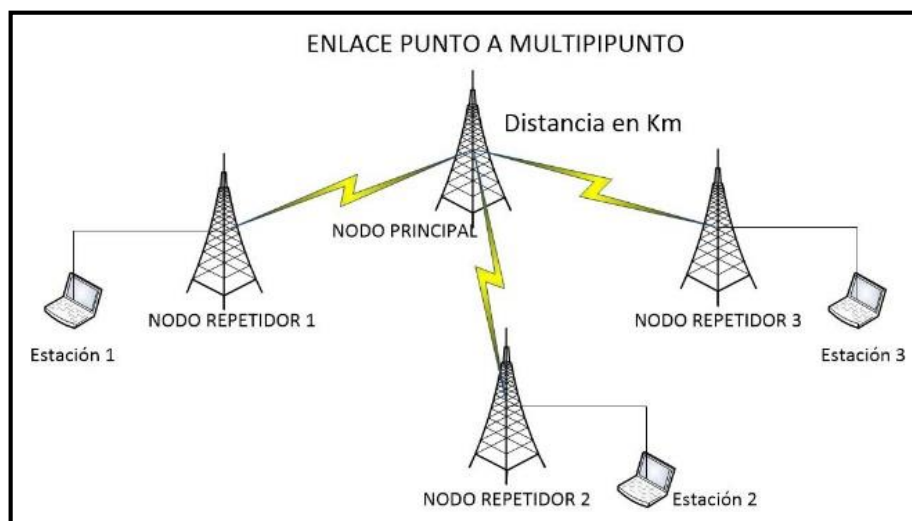 ENLACE PUNTO A MULTIPIPUNTO
Distancia en Km
NODO PRINCIPAL
NODO REPETIDOR 1
NODO REPETIDOR 3
Estación 1
Estación 3
NODO REPETIDOR 2
Estación 2